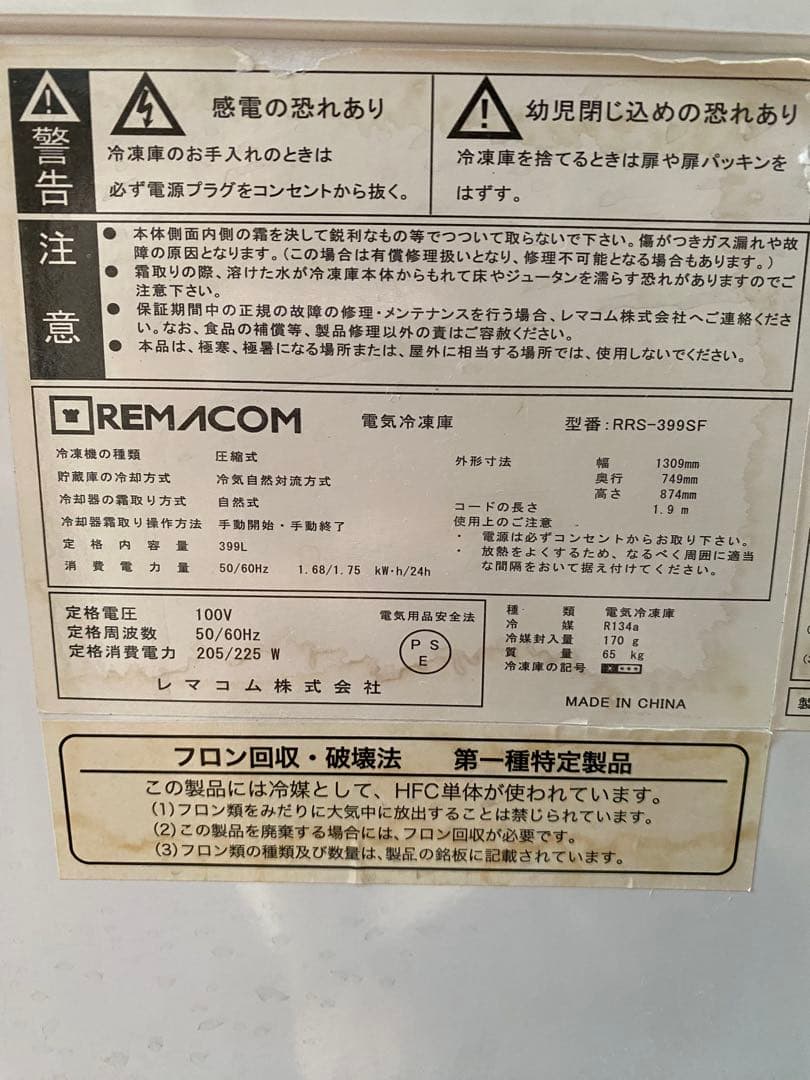 警告
感電の恐れあり
冷凍庫のお手入れのときは
必ず電源プラグをコンセントから抜く。
幼児閉じ込めの恐れあり
冷凍庫を捨てるときは扉や扉パッキンを
はずす。
注意
● 本体側面内側の霜を決して鋭利なもの等でつついて取らないで下さい。傷がつきガス漏れや故
障の原因となります。(この場合は有償修理扱いとなり、修理不可能となる場合もあります。)
● 霜取りの際、溶けた水が冷凍庫本体からもれて床やジュータンを濡らす恐れがありますのでご
注意下さい。
● 保証期間中の正規の故障の修理・メンテナンスを行う場合、レマコム株式会社へご連絡くださ
い。なお、食品の補償等、製品修理以外の責はご容赦ください。
● 本品は、極寒、極暑になる場所または、屋外に相当する場所では、使用しないでください。
REMACOM 電気冷凍庫 型番:RRS-399SF
冷凍機の種類 圧縮式
貯蔵庫の冷却方式 冷気自然対流方式
冷却器の霜取り方式 自然式
冷却器霜取り操作方法 手動開始・手動終了
定格内容量 399L
消費電力量 50/60Hz 1.68/1.75 kW・h/24h
外形寸法 幅 1309mm
奥行 749mm
高さ 874mm
コードの長さ 1.9 m
使用上のご注意
・ 電源は必ずコンセントからお取り下さい。
・ 放熱をよくするため、なるべく周囲に適当
な間隔をおいて据え付けてください。
定格電圧 100V
定格周波数 50/60Hz
定格消費電力 205/225 W
電気用品安全法
PS
E
レマコム株式会社
種類 電気冷凍庫
冷媒 R134a
冷媒封入量 170 g
質量 65 kg
冷凍庫の記号
MADE IN CHINA
フロン回収・破壊法 第一種特定製品
この製品には冷媒として、HFC単体が使われています。
(1)フロン類をみだりに大気中に放出することは禁じられています。
(2)この製品を廃棄する場合には、フロン回収が必要です。
(3)フロン類の種類及び数量は、製品の銘板に記載されています。